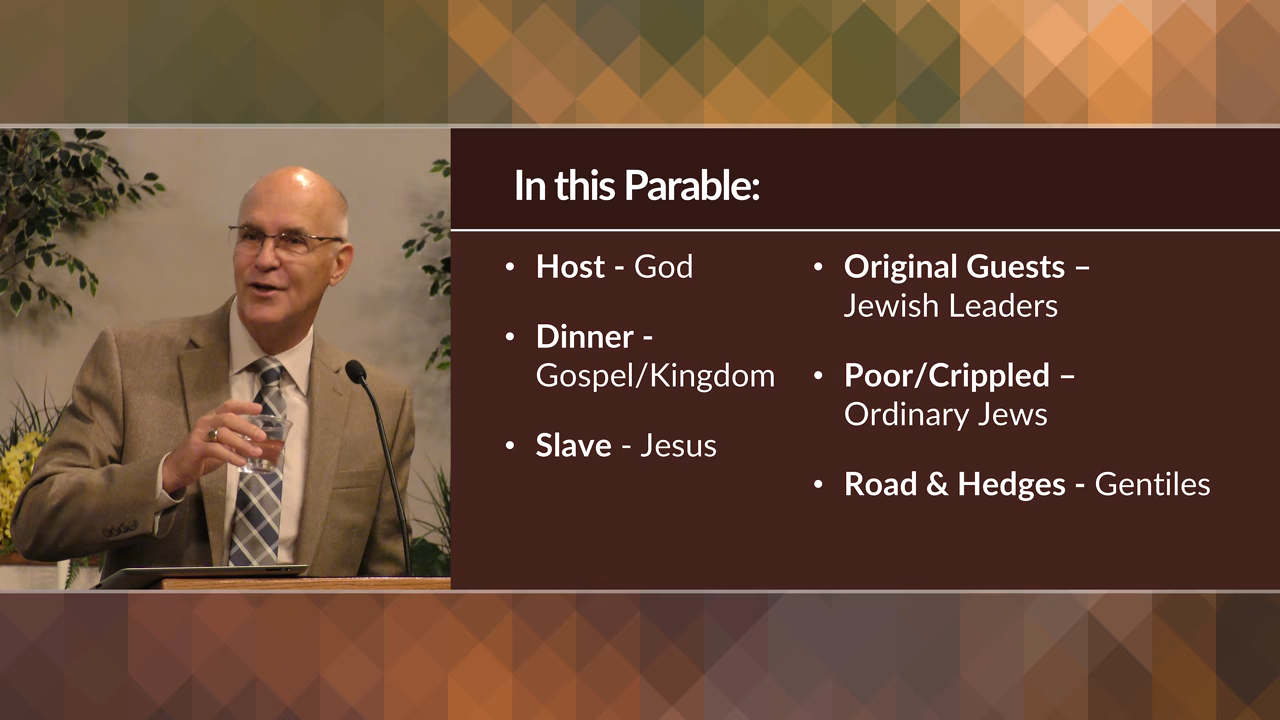 In this Parable:
• Host - God
• Dinner -
Gospel/Kingdom
• Slave - Jesus
• Original Guests –
Jewish Leaders
• Poor/Crippled –
Ordinary Jews
• Road & Hedges - Gentiles